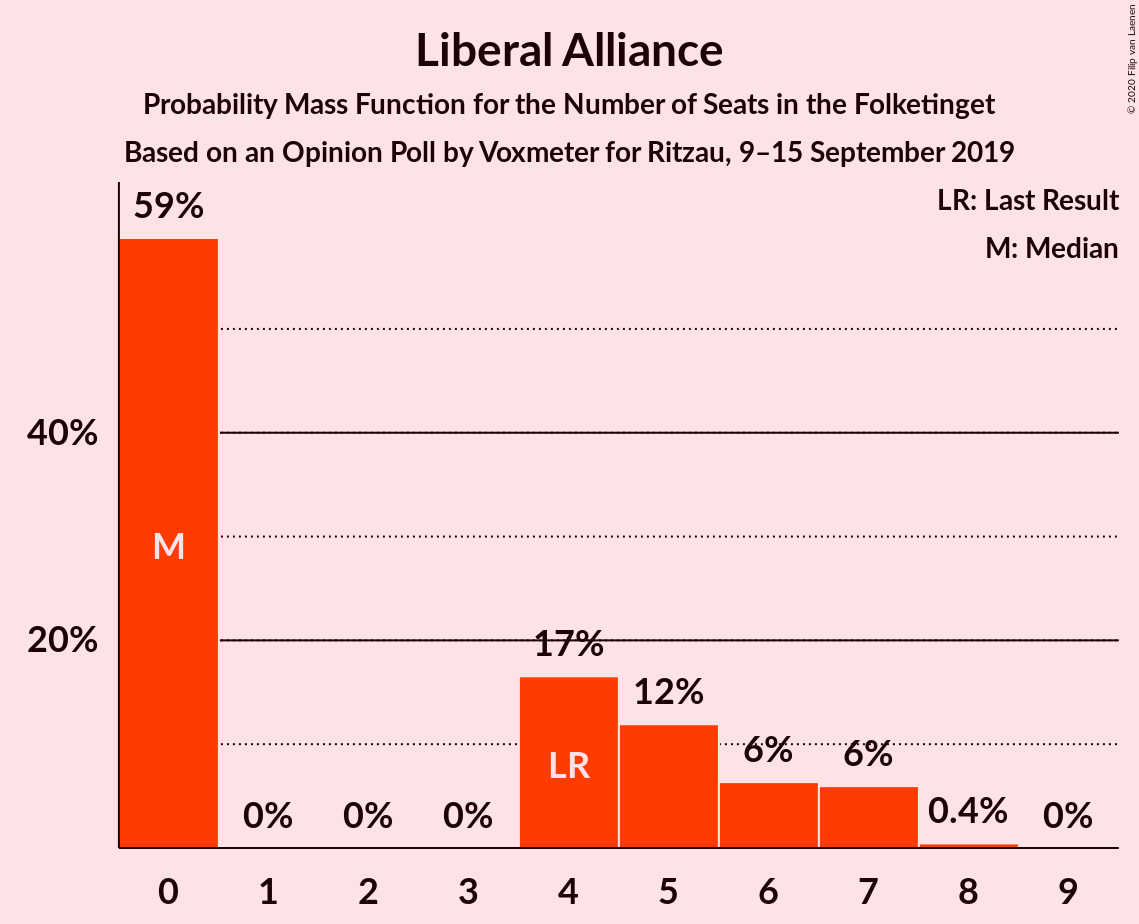 Liberal Alliance
Probability Mass Function for the Number of Seats in the Folketinget
Based on an Opinion Poll by Voxmeter for Ritzau, 9–15 September 2019
© 2020 Filip van Laenen
LR: Last Result
M: Median
59%
40%
M
20%
17%
12%
6%
6%
LR
0%
0%
0%
0.4%
0%
0 1 2 3 4 5 6 7 8 9